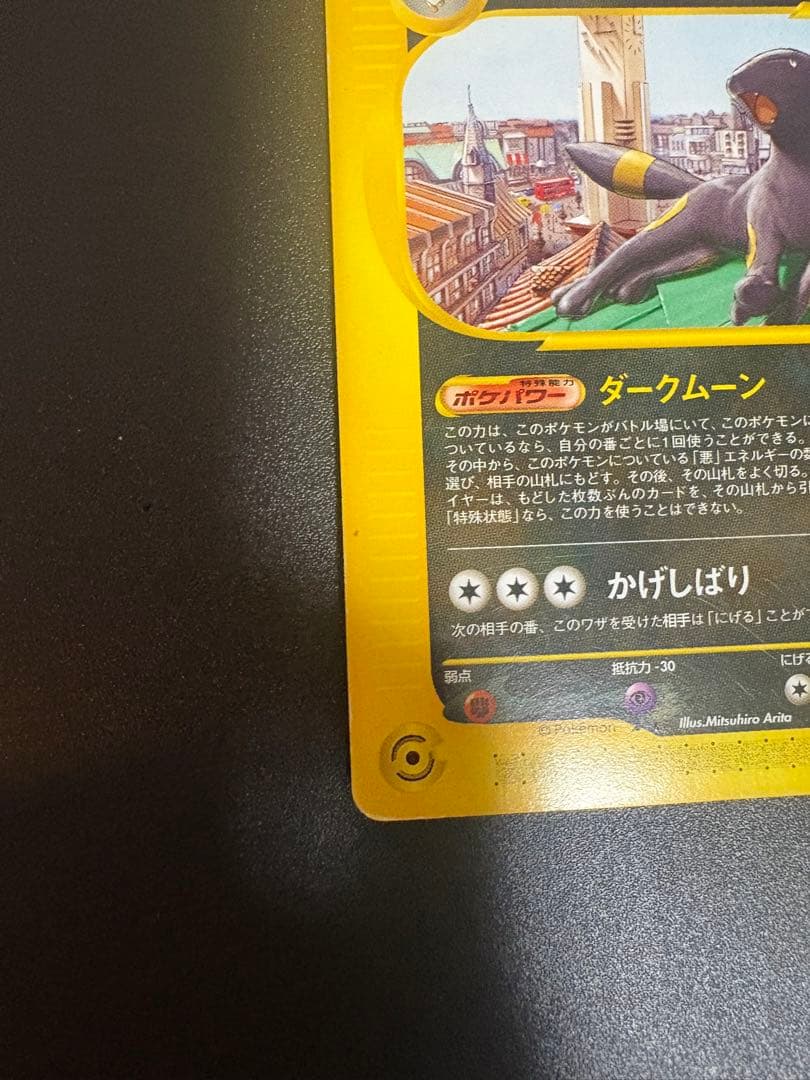 特殊能力
ポケパワー ダークムーン
この力は、このポケモンがバトル場にいて、このポケモンに
ついているなら、自分の番ごとに1回使うことができる。
その中から、このポケモンについている「悪」エネルギーの数
選び、相手の山札にもどす。その後、その山札をよく切る。
イヤーは、もどした枚数ぶんのカードを、その山札から引
「特殊状態」なら、この力を使うことはできない。
かげしばり
次の相手の番、このワザを受けた相手は「にげる」ことが
弱点 抵抗力 -30 にげる
Illus.Mitsuhiro Arita
©Pokémon